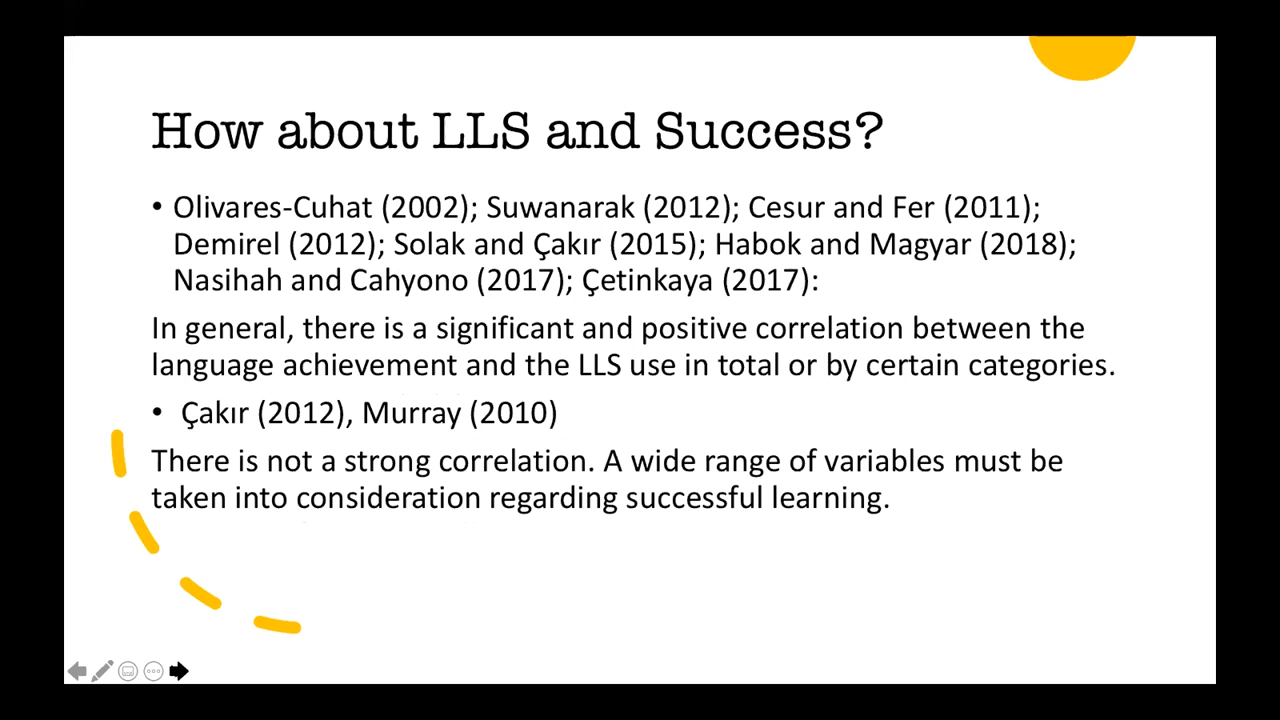 How about LLS and Success?
• Olivares-Cuhat (2002); Suwanarak (2012); Cesur and Fer (2011);
Demirel (2012); Solak and Çakır (2015); Habok and Magyar (2018);
Nasihah and Cahyono (2017); Çetinkaya (2017):
In general, there is a significant and positive correlation between the
language achievement and the LLS use in total or by certain categories.
• Çakır (2012), Murray (2010)
There is not a strong correlation. A wide range of variables must be
taken into consideration regarding successful learning.